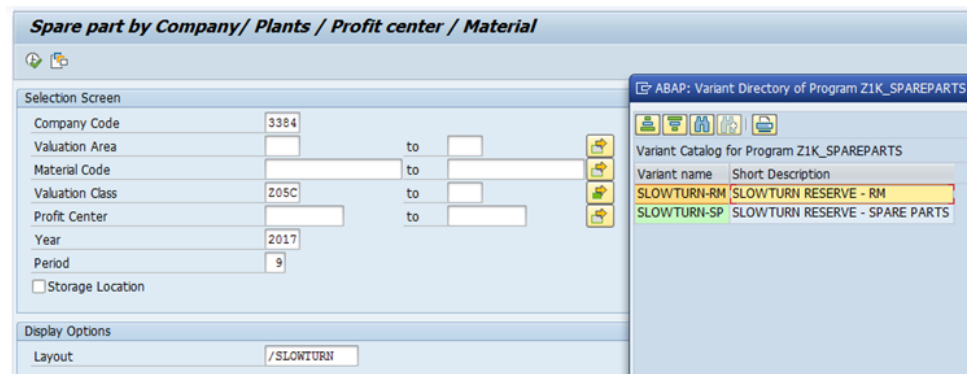 Spare part by Company/ Plants / Profit center / Material
Selection Screen
Company Code 3384
Valuation Area to
Material Code to
Valuation Class Z05C to
Profit Center to
Year 2017
Period 9
Storage Location
Display Options
Layout /SLOWTURN
ABAP: Variant Directory of Program Z1K_SPAREPARTS
Variant Catalog for Program Z1K_SPAREPARTS
Variant name Short Description
SLOWTURN-RM SLOWTURN RESERVE - RM
SLOWTURN-SP SLOWTURN RESERVE - SPARE PARTS